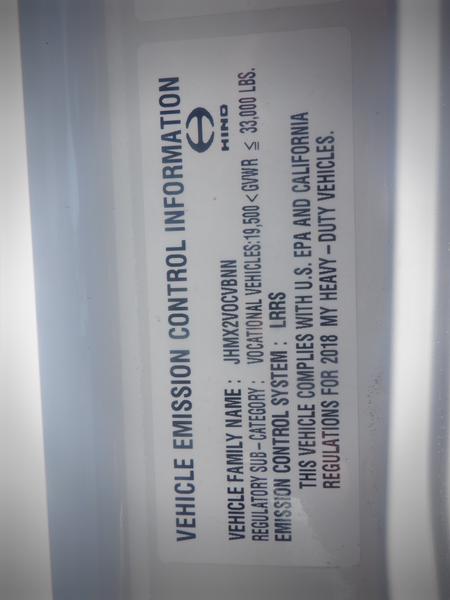 VEHICLE EMISSION CONTROL INFORMATION
HINO
VEHICLE FAMILY NAME : JHMX2VOCVBNN
REGULATORY SUB-CATEGORY : VOCATIONAL VEHICLES:19,500 < GVWR ≦ 33,000 LBS.
EMISSION CONTROL SYSTEM : LRRS
THIS VEHICLE COMPLIES WITH U.S. EPA AND CALIFORNIA
REGULATIONS FOR 2018 MY HEAVY-DUTY VEHICLES.